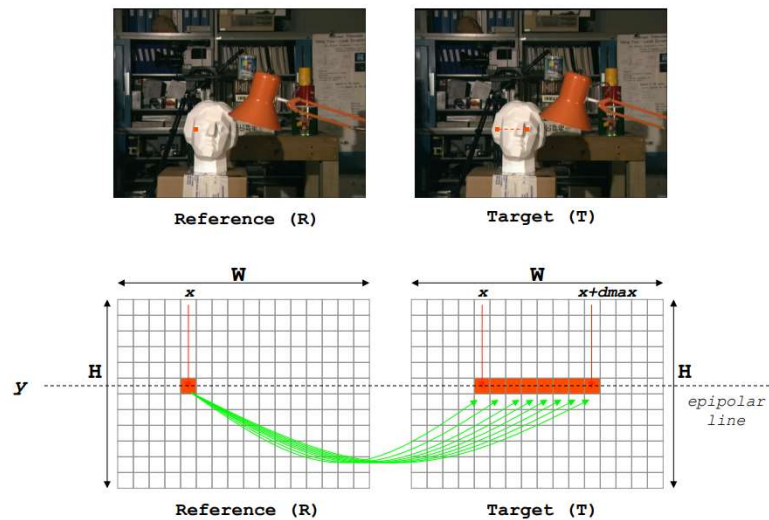 Reference (R)
Target (T)
W
W
x
x
x+dmax
H
H
y
epipolar
line
Reference (R)
Target (T)